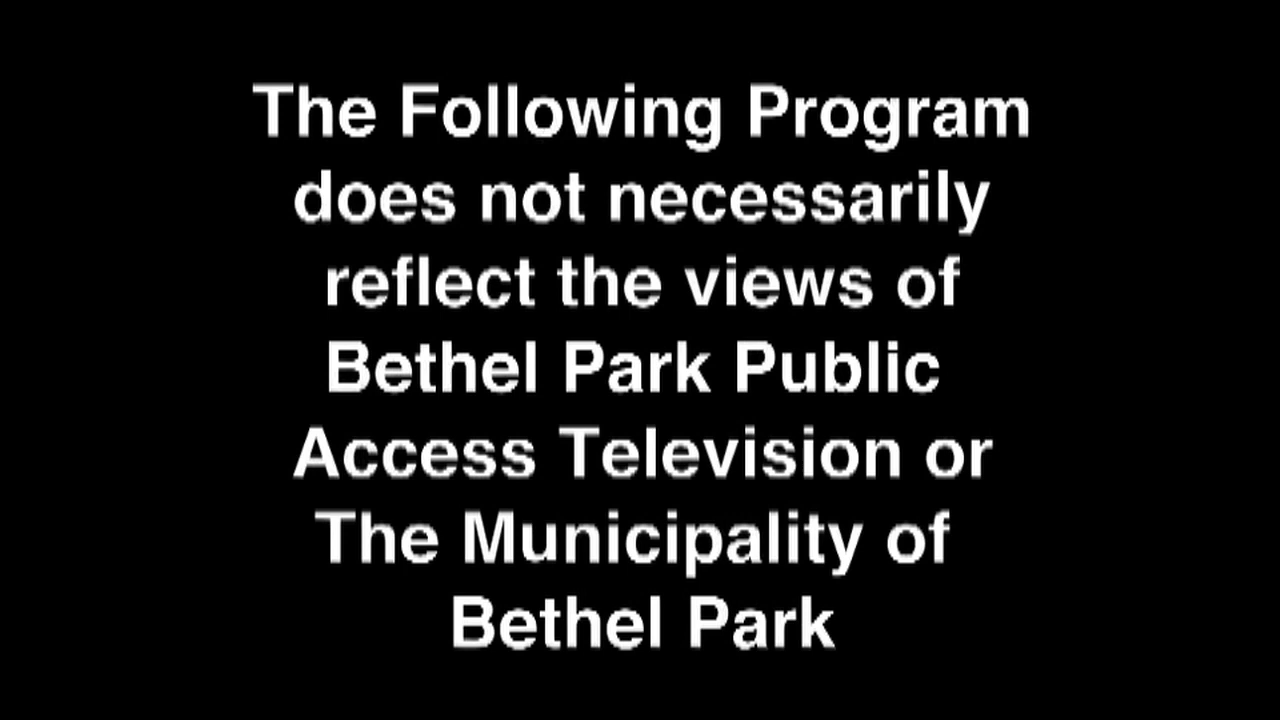 The Following Program
does not necessarily
reflect the views of
Bethel Park Public
Access Television or
The Municipality of
Bethel Park